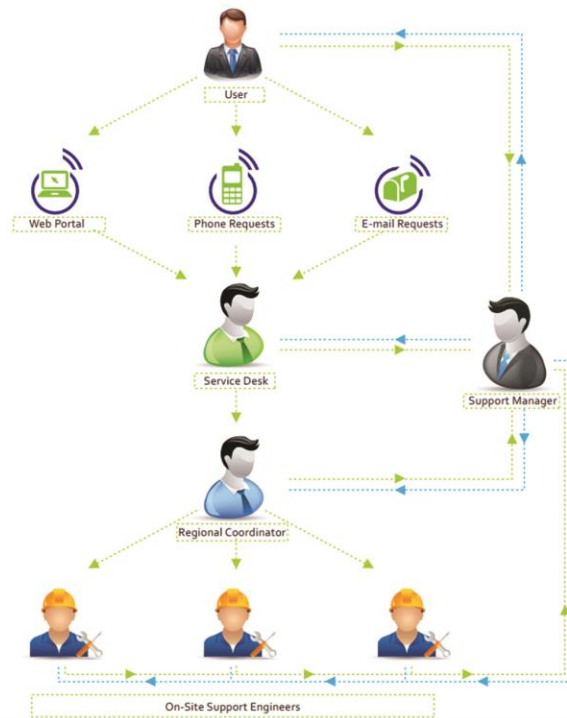 User
Web Portal
Phone Requests
E-mail Requests
Service Desk
Support Manager
Regional Coordinator
On-Site Support Engineers